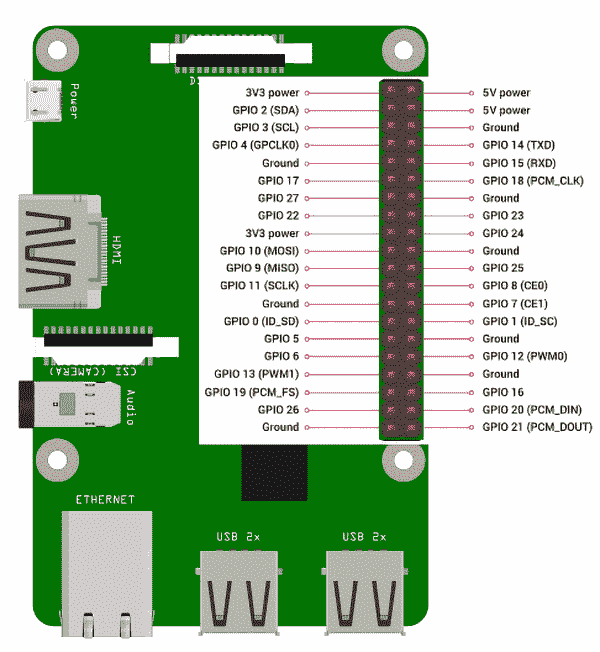 3V3 power 5V power
GPIO 2 (SDA) 5V power
GPIO 3 (SCL) Ground
GPIO 4 (GPCLK0) GPIO 14 (TXD)
Ground GPIO 15 (RXD)
GPIO 17 GPIO 18 (PCM_CLK)
GPIO 27 Ground
GPIO 22 GPIO 23
3V3 power GPIO 24
GPIO 10 (MOSI) Ground
GPIO 9 (MISO) GPIO 25
GPIO 11 (SCLK) GPIO 8 (CE0)
Ground GPIO 7 (CE1)
GPIO 0 (ID_SD) GPIO 1 (ID_SC)
GPIO 5 Ground
GPIO 6 GPIO 12 (PWM0)
GPIO 13 (PWM1) Ground
GPIO 19 (PCM_FS) GPIO 16
GPIO 26 GPIO 20 (PCM_DIN)
Ground GPIO 21 (PCM_DOUT)
Power
HDMI
CSI (CAMERA)
Audio
ETHERNET
USB 2x
USB 2x